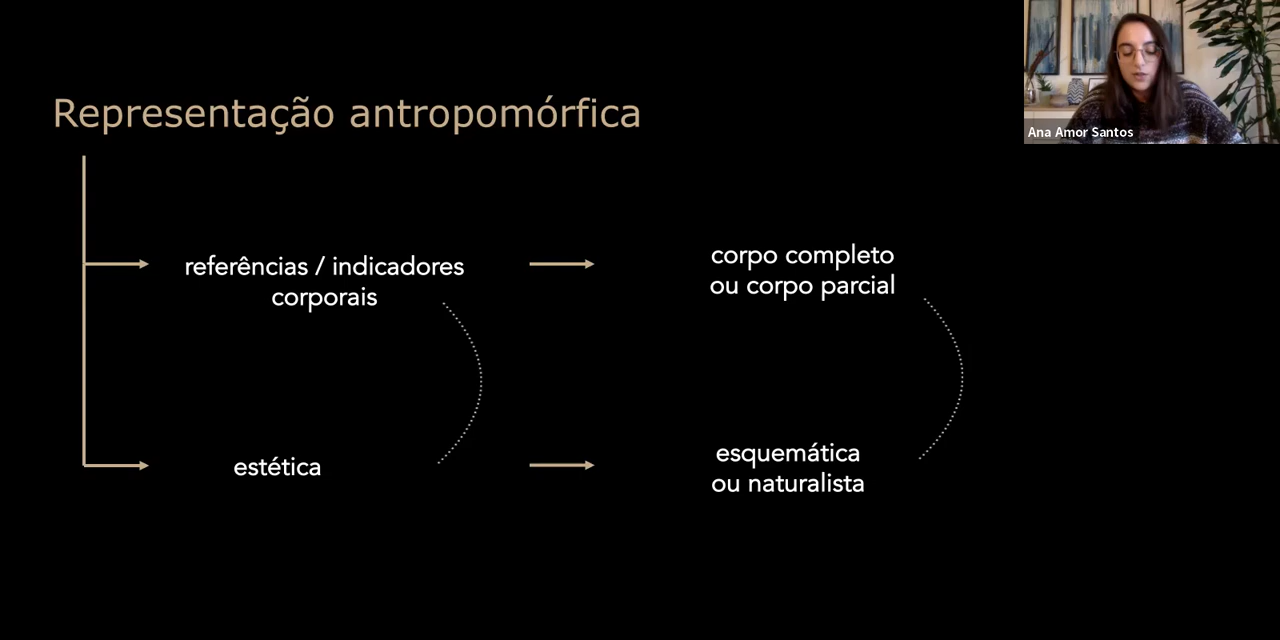 Representação antropomórfica
Ana Amor Santos
referências / indicadores
corporais
corpo completo
ou corpo parcial
estética
esquemática
ou naturalista